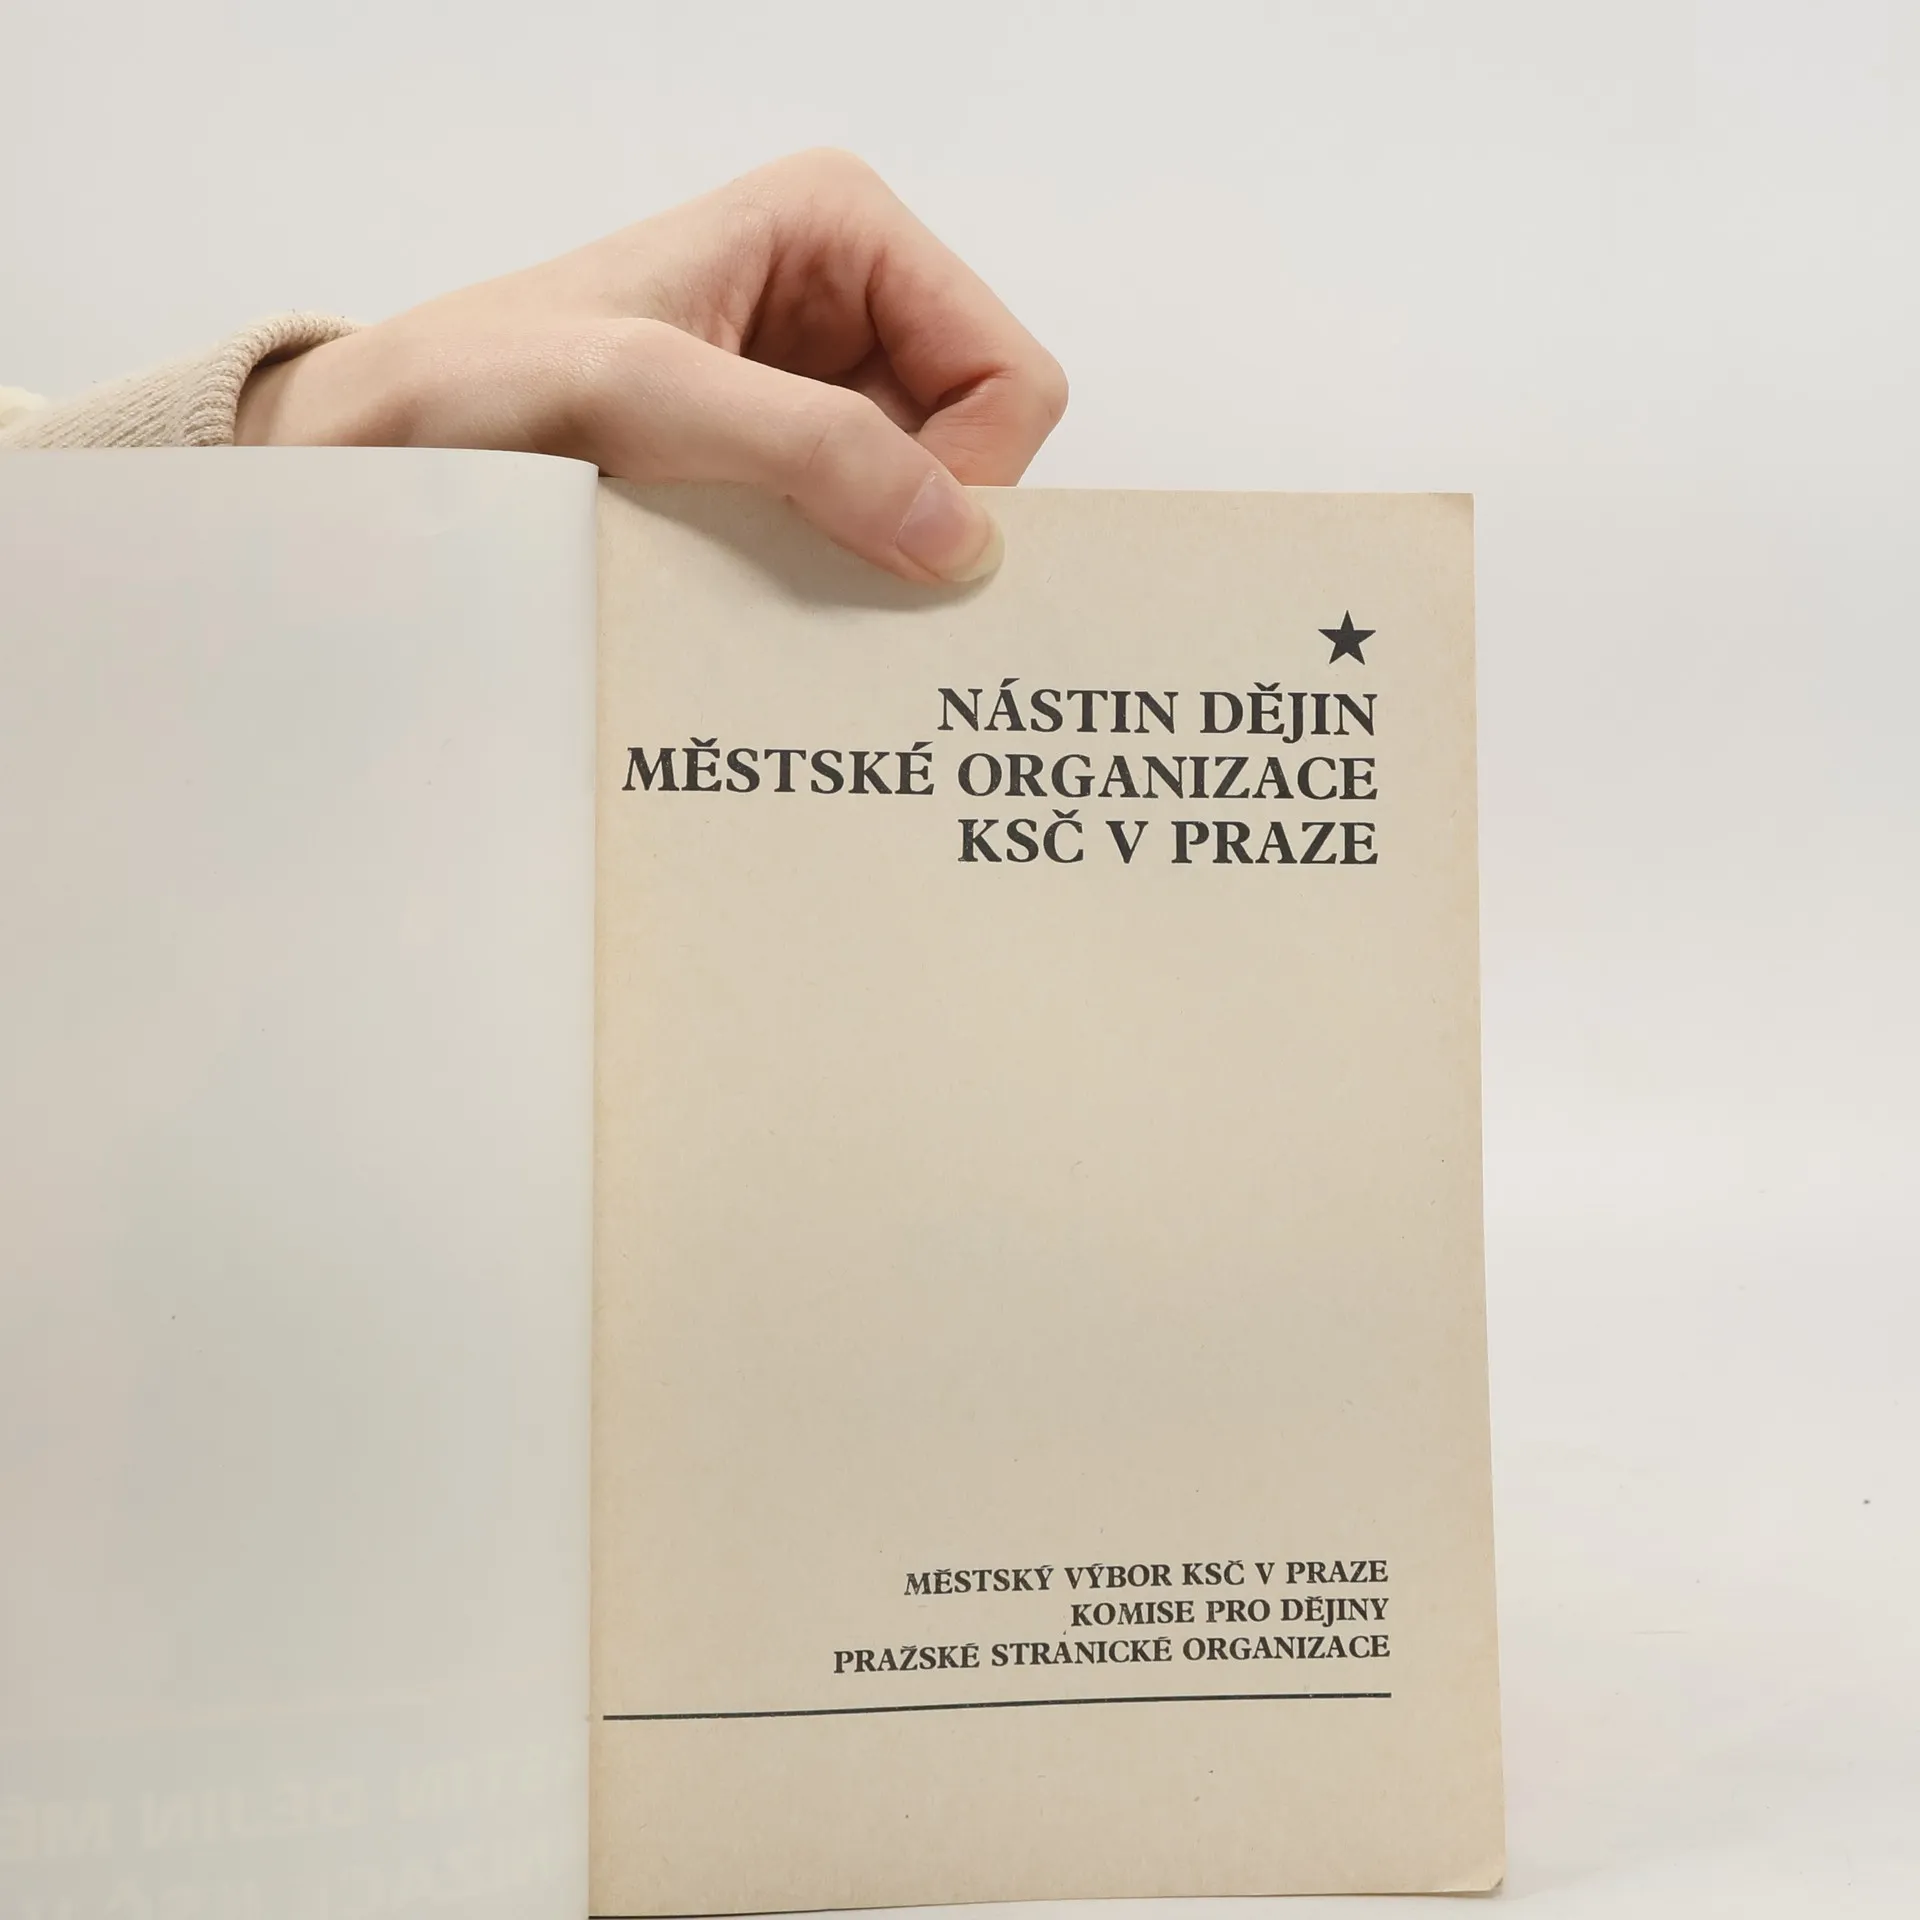 NÁSTIN DĚJIN
MĚSTSKÉ ORGANIZACE
KSČ V PRAZE
MĚSTSKÝ VÝBOR KSČ V PRAZE
KOMISE PRO DĚJINY
PRAŽSKÉ STRANICKÉ ORGANIZACE